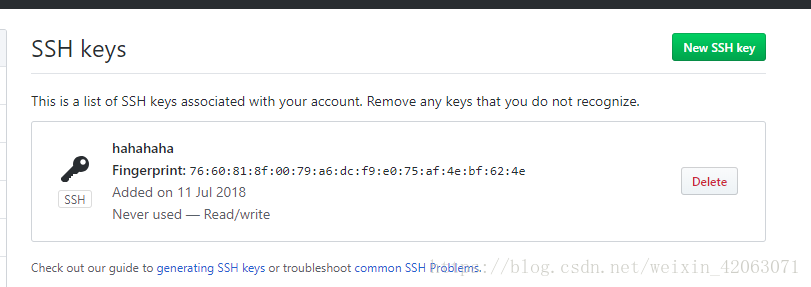 SSH keys
New SSH key
This is a list of SSH keys associated with your account. Remove any keys that you do not recognize.
hahahaha
Fingerprint: 76:60:81:8f:00:79:a6:dc:f9:e0:75:af:4e:bf:62:4e
SSH
Added on 11 Jul 2018
Never used — Read/write
Delete
Check out our guide to generating SSH keys or troubleshoot common SSH Problems.
https://blog.csdn.net/weixin_42063071